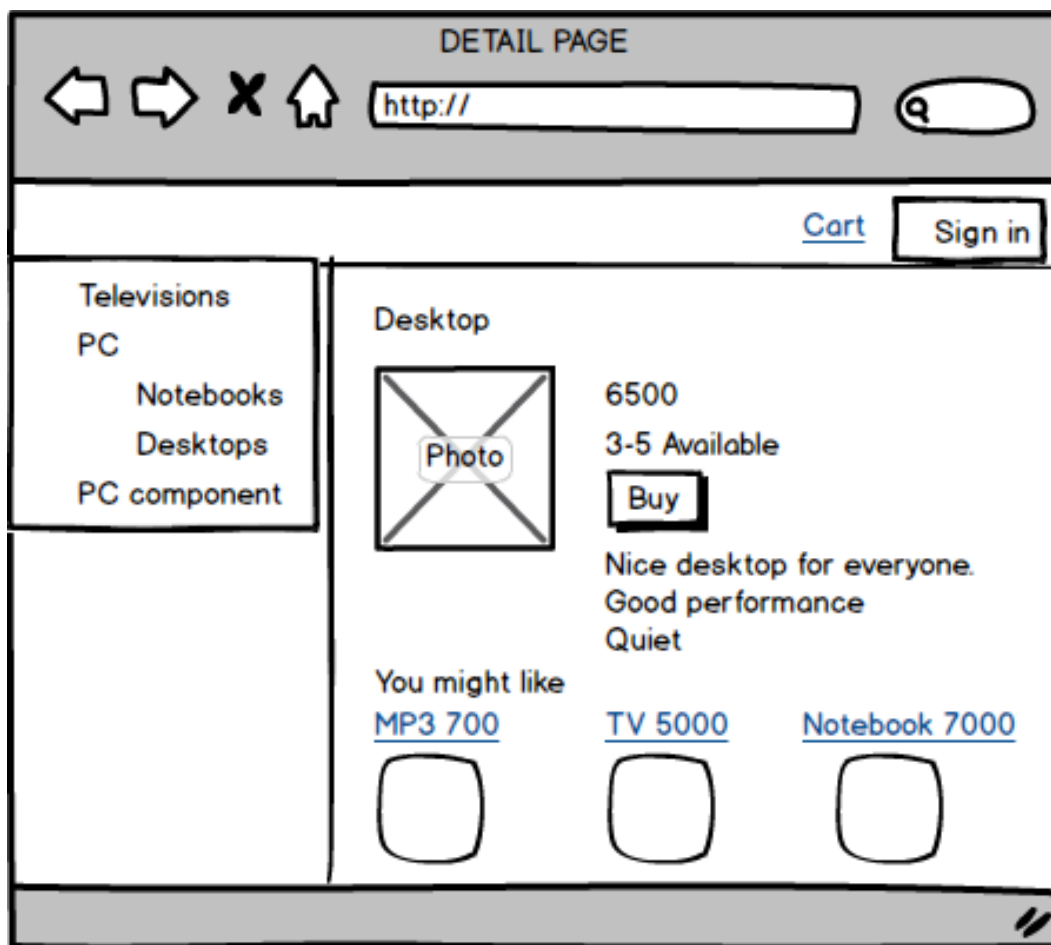 DETAIL PAGE
http://
Cart
Sign in
Televisions
PC
Notebooks
Desktops
PC component
Desktop
Photo
6500
3-5 Available
Buy
Nice desktop for everyone.
Good performance
Quiet
You might like
MP3 700
TV 5000
Notebook 7000